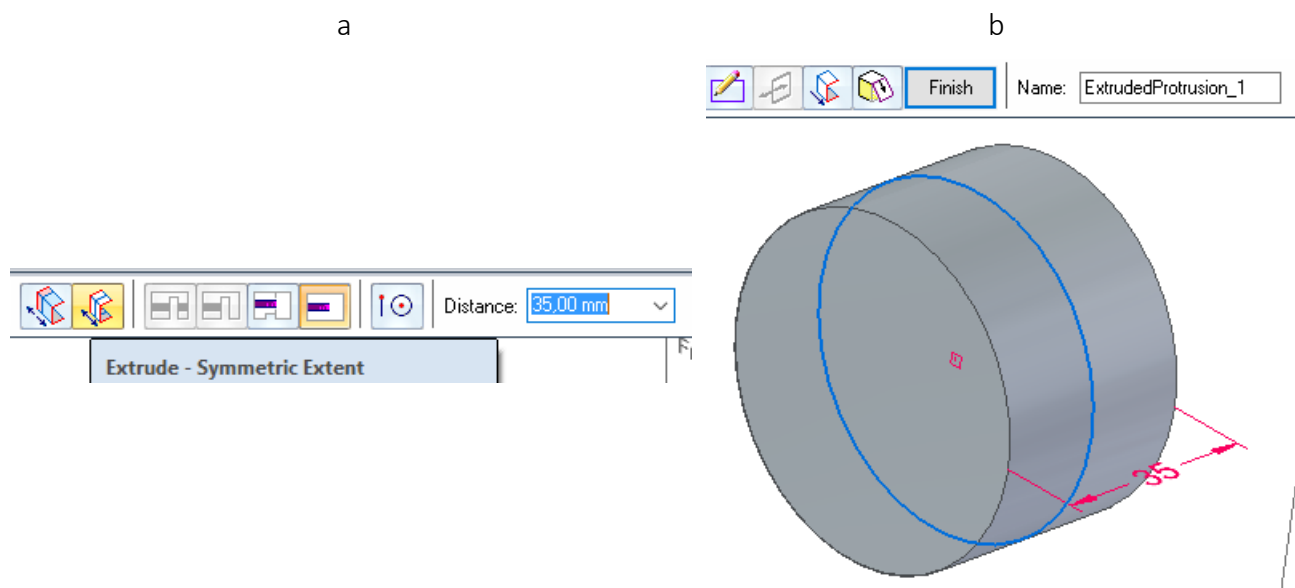 a
b
Finish
Name: ExtrudedProtrusion_1
Distance: 35,00 mm
Extrude - Symmetric Extent
35